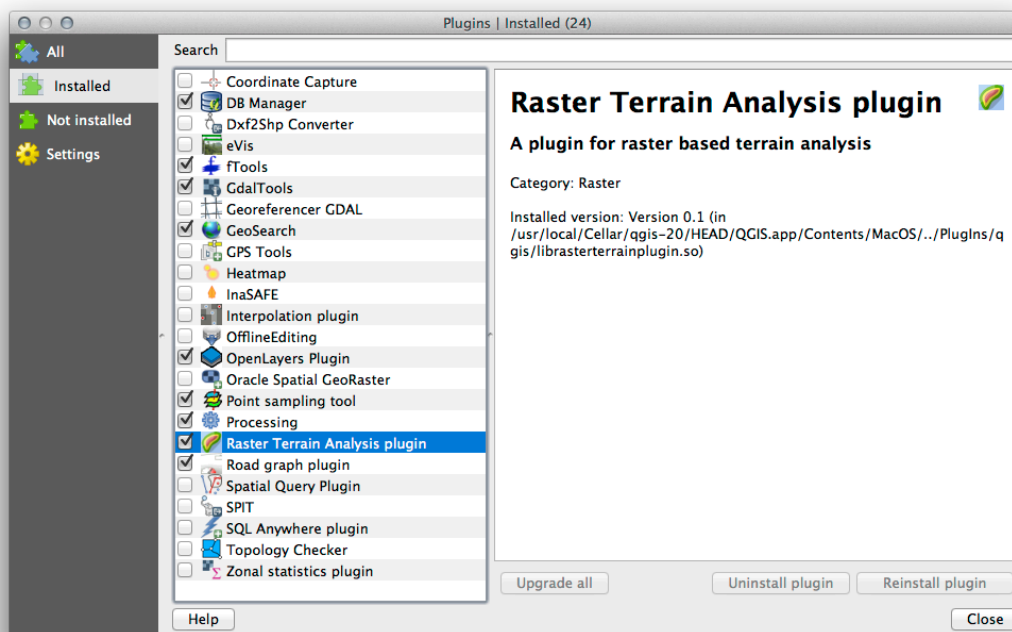 Plugins | Installed (24)
All
Installed
Not installed
Settings
Search
Coordinate Capture
DB Manager
Dxf2Shp Converter
eVis
fTools
GdalTools
Georeferencer GDAL
GeoSearch
GPS Tools
Heatmap
InaSAFE
Interpolation plugin
OfflineEditing
OpenLayers Plugin
Oracle Spatial GeoRaster
Point sampling tool
Processing
Raster Terrain Analysis plugin
Road graph plugin
Spatial Query Plugin
SPIT
SQL Anywhere plugin
Topology Checker
Zonal statistics plugin
Raster Terrain Analysis plugin
A plugin for raster based terrain analysis
Category: Raster
Installed version: Version 0.1 (in
/usr/local/Cellar/qgis-20/HEAD/QGIS.app/Contents/MacOS/../PlugIns/q
gis/librasterterrainplugin.so)
Upgrade all
Uninstall plugin
Reinstall plugin
Help
Close